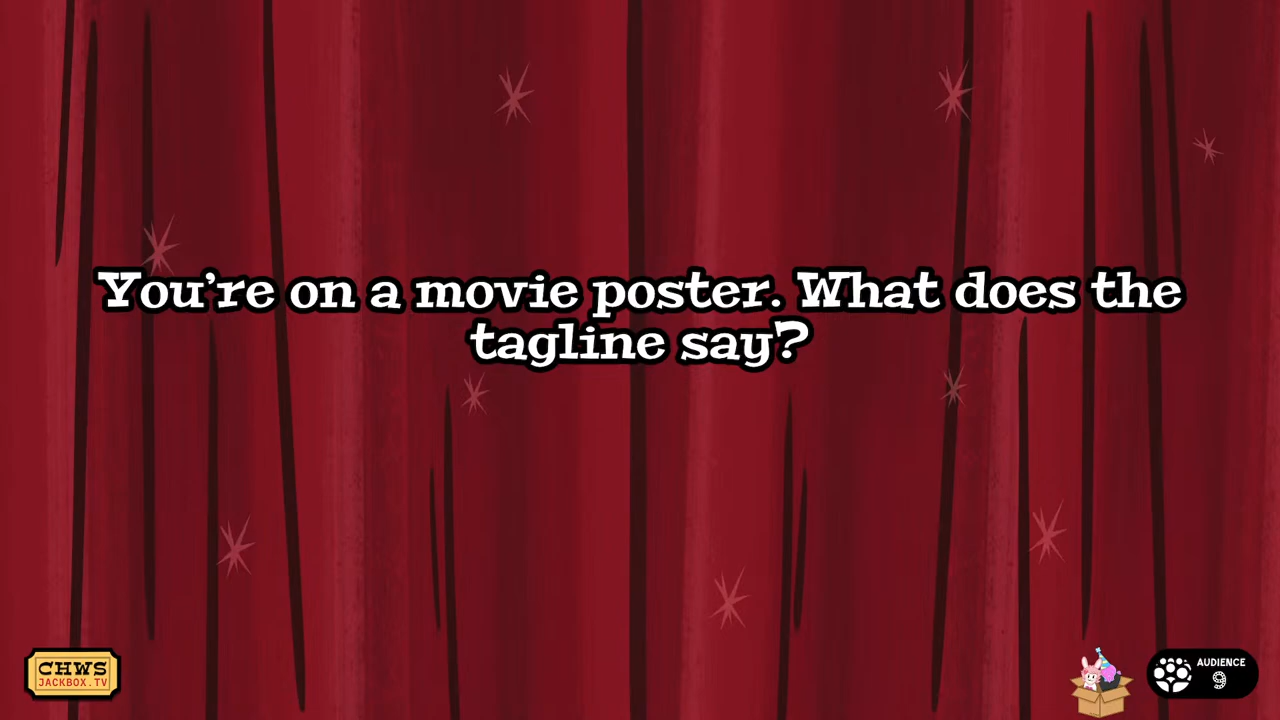 You're on a movie poster. What does the
tagline say?
CHWS
JACKBOX.TV
AUDIENCE
9